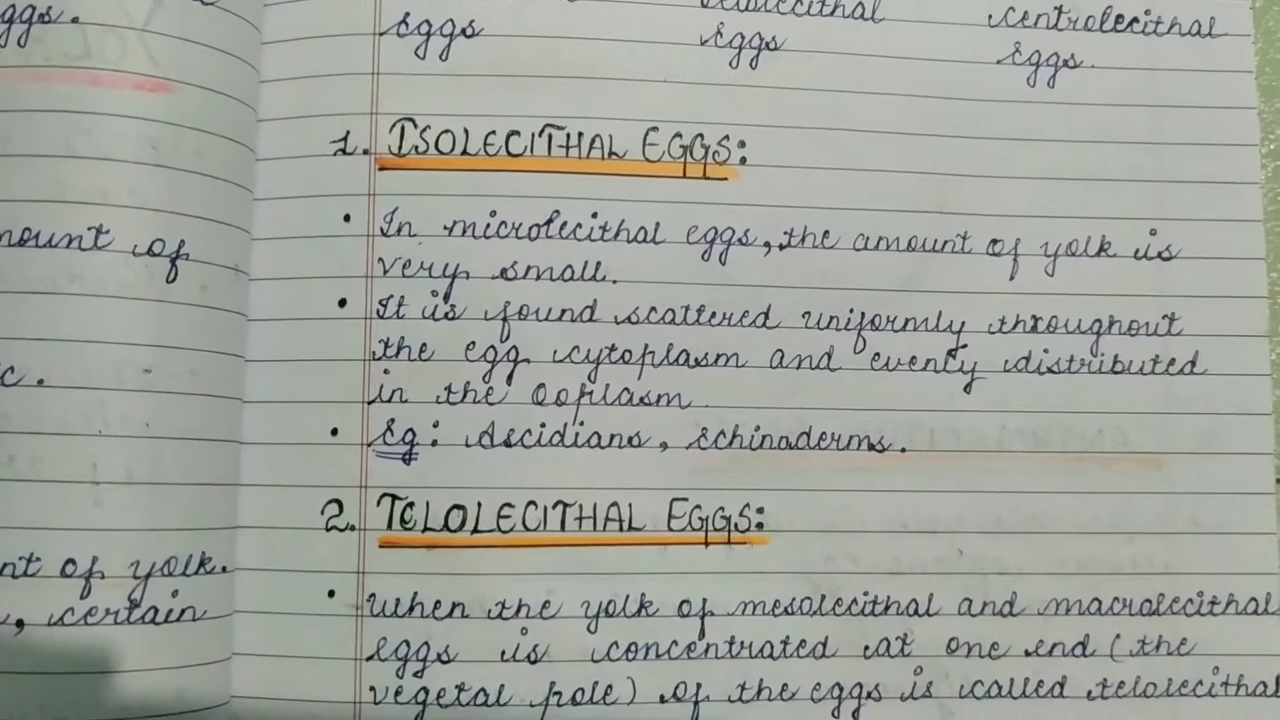 ggs.
nount of
c.
nt of yolk.
, certain
eggs
eggs
centrolecithal
eggs.
1. ISOLECITHAL EGGS:
• In microlecithal eggs, the amount of yolk is
very small.
• It is found scattered uniformly throughout
the egg cytoplasm and evenly distributed
in the ooplasm
• Eg: Ascidians, Echinaderms.
2. TELOLECITHAL EGGS:
• When the yolk of mesolecithal and macrolecithal
eggs is concentrated at one end (the
vegetal pole) of the eggs is called telolecithal